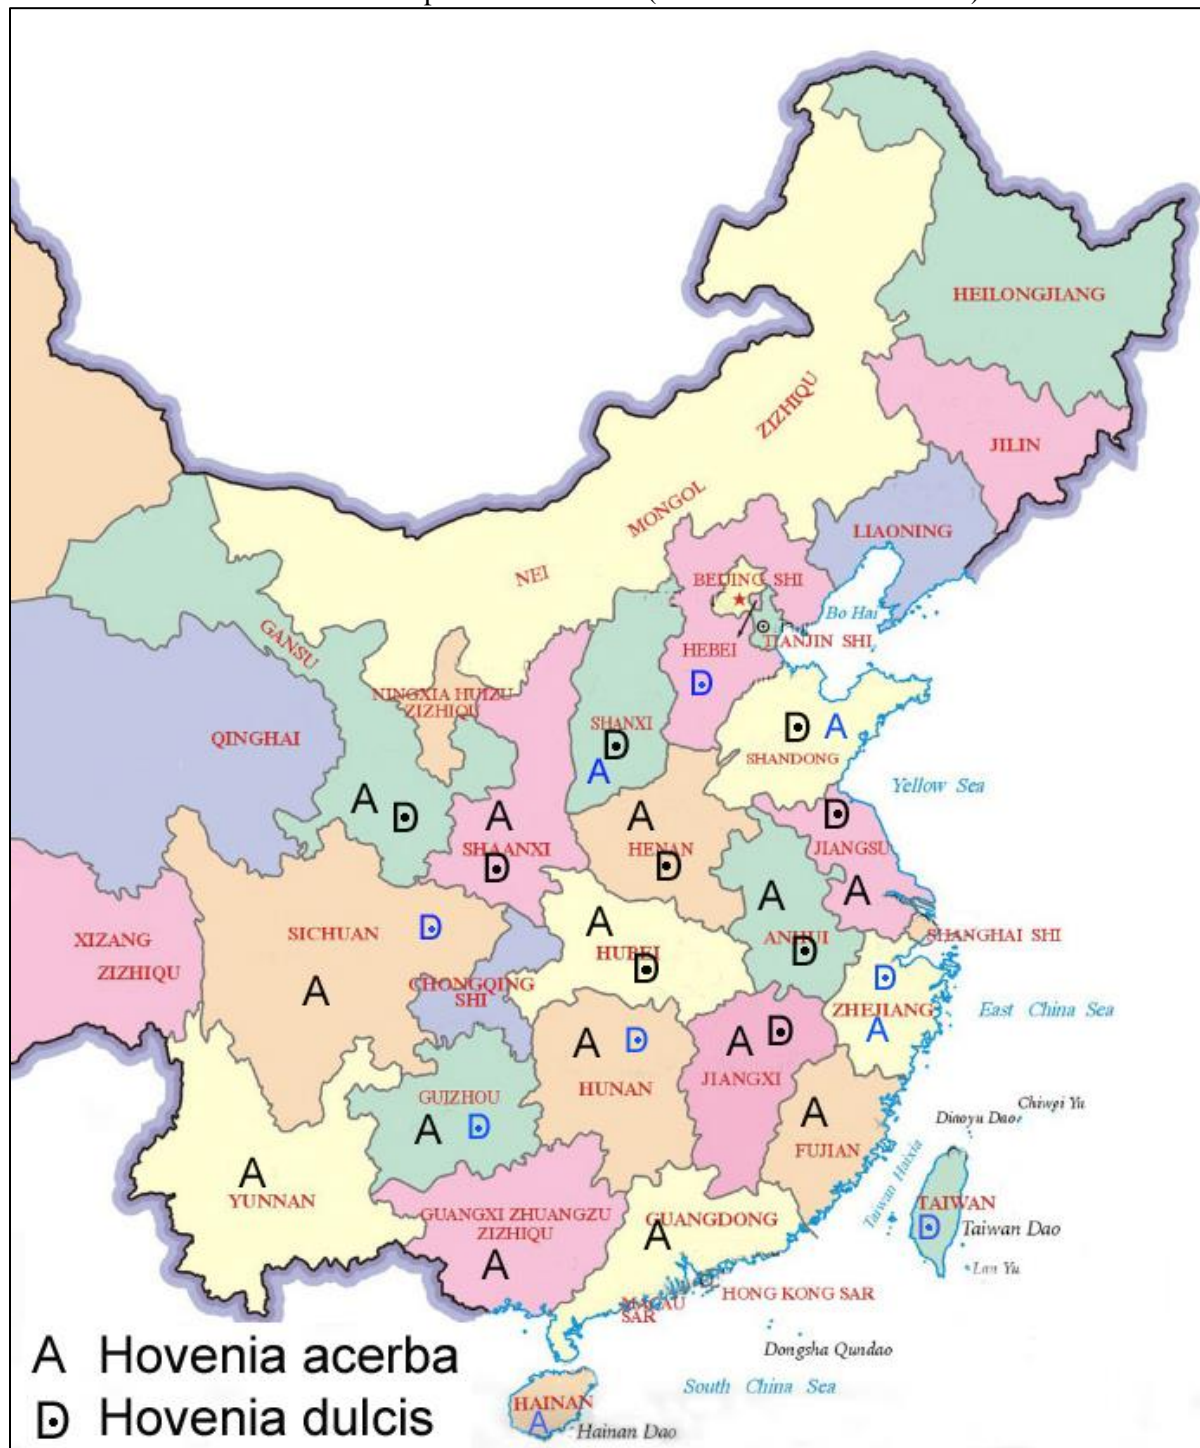 HEILONGJIANG
ZIZHIQU
JILIN
MONGOL
LIAONING
NEI
BEIJING SHI
Bo Hai
GANSU
TIANJIN SHI
HEBEI
D
NINGXIA HUIZU
ZIZHIQU
SHANXI
D
A
D A
SHANDONG
QINGHAI
Yellow Sea
A D
A
SHAANXI
D
A
HENAN
D
D
JIANGSU
A
A
ANHUI
D
SICHUAN D
A
A
HUBEI
D
SHANGHAI SHI
XIZANG
ZIZHIQU
CHONGQING
SHI
D
ZHEJIANG
A
East China Sea
A D
HUNAN
A D
JIANGXI
GUIZHOU
A D
A
FUJIAN
Chiwei Yu
Diaoyu Dao
Taiwan Haixia
A
YUNNAN
TAIWAN
D
Taiwan Dao
Lan Yu
GUANGXI ZHUANGZU
ZIZHIQU
A
GUANGDONG
A
HONG KONG SAR
MACAU
SAR
Dongsha Qundao
South China Sea
HAINAN
A
Hainan Dao
A Hovenia acerba
D Hovenia dulcis